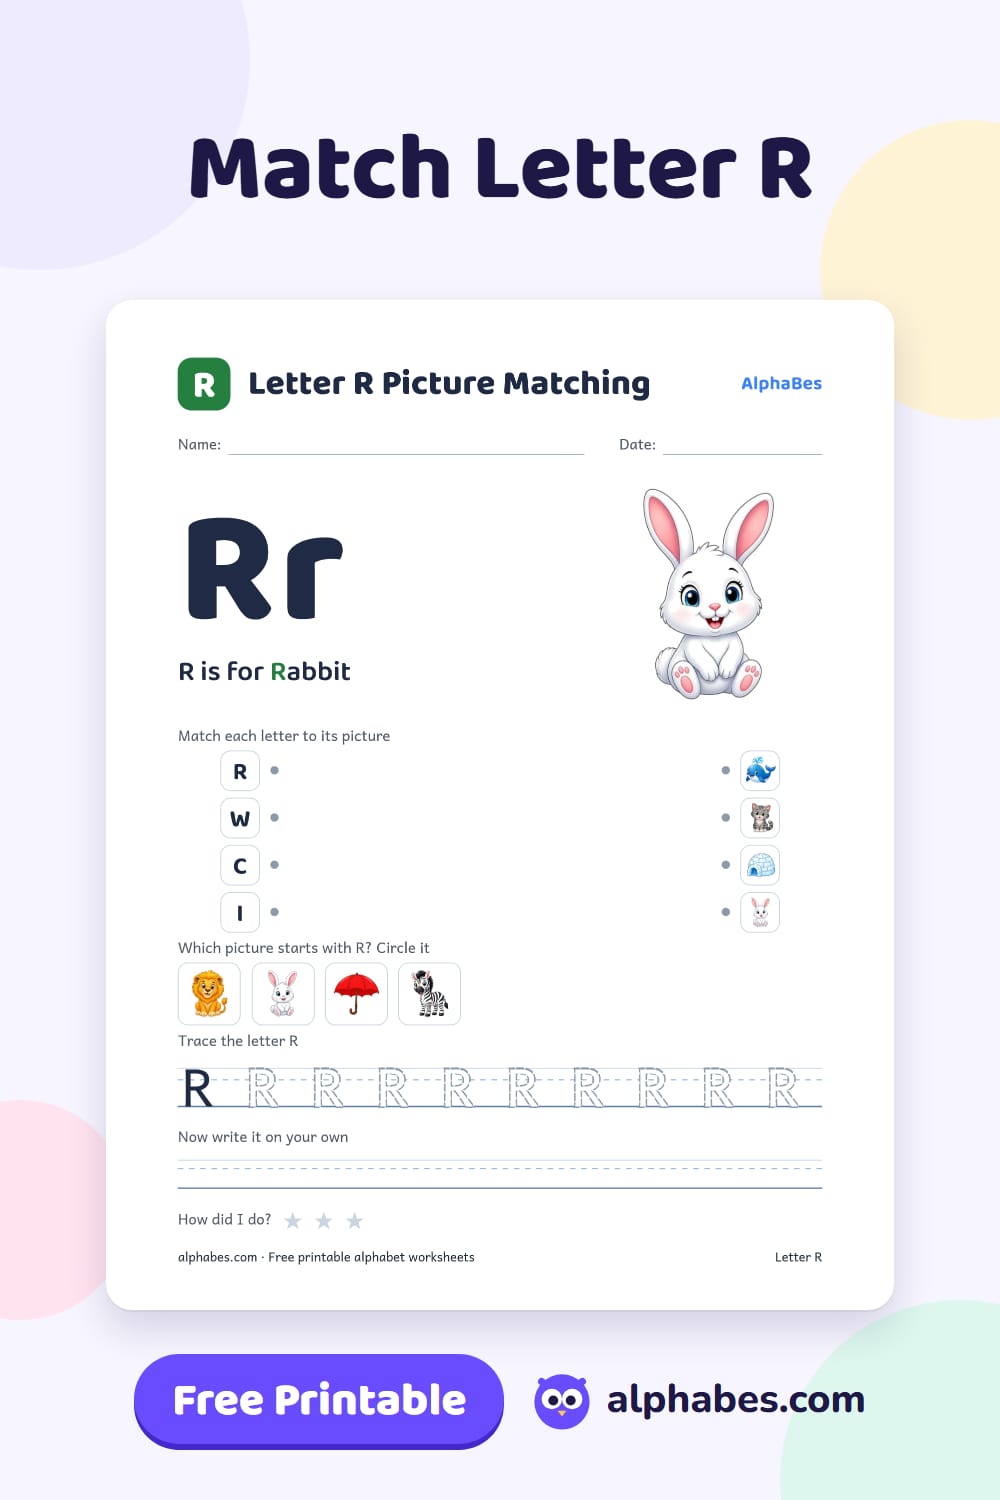 Match Letter R
R Letter R Picture Matching AlphaBes
Name: Date:
Rr
R is for Rabbit
Match each letter to its picture
R
W
C
I
Which picture starts with R? Circle it
Trace the letter R
R R R R R R R R R R
Now write it on your own
How did I do?
alphabes.com · Free printable alphabet worksheets Letter R
Free Printable alphabes.com